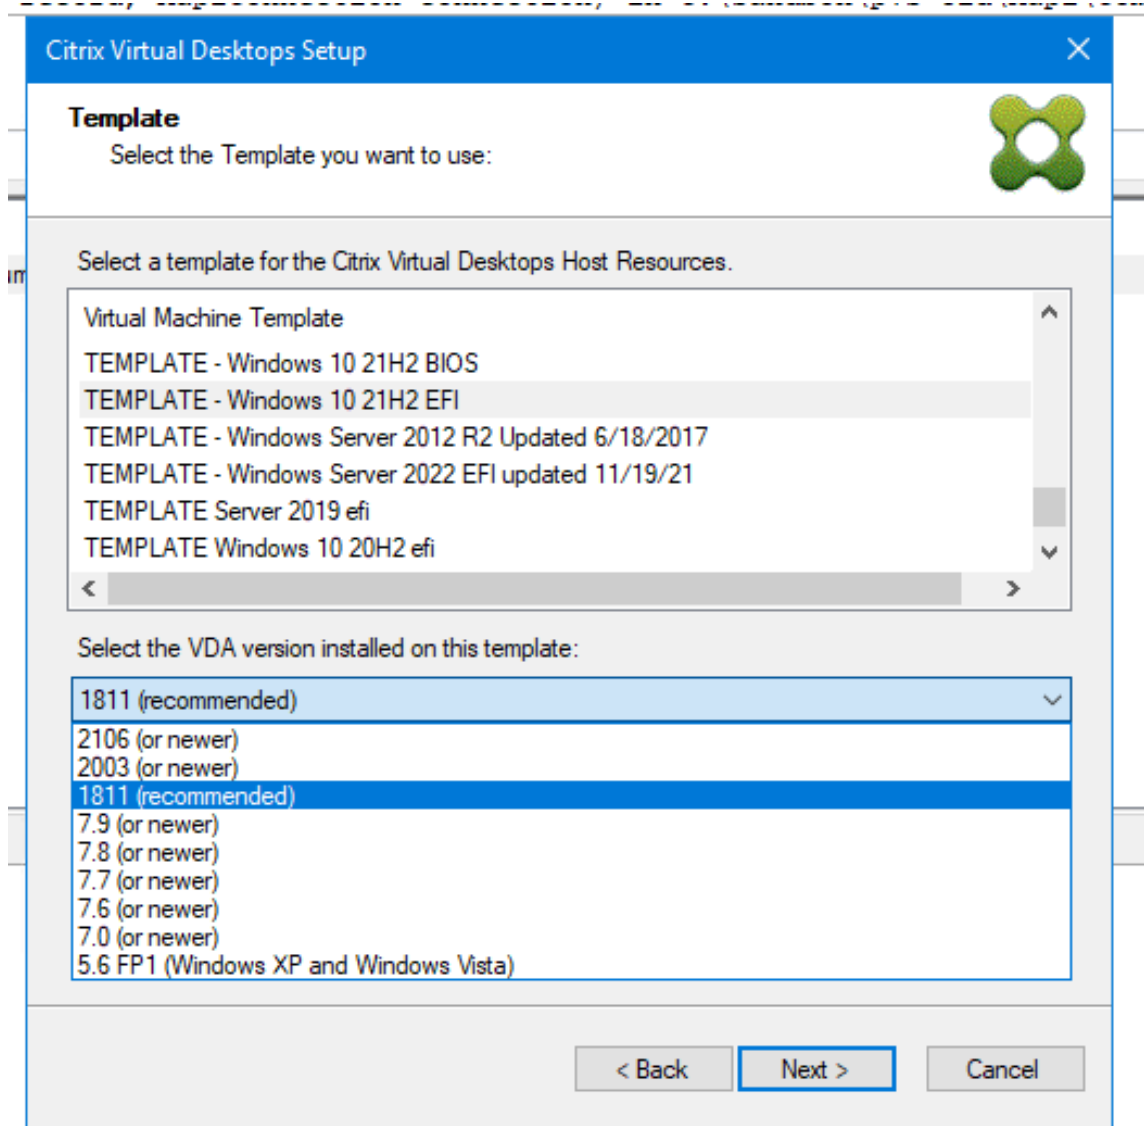 Citrix Virtual Desktops Setup
Template
Select the Template you want to use:
Select a template for the Citrix Virtual Desktops Host Resources.
Virtual Machine Template
TEMPLATE - Windows 10 21H2 BIOS
TEMPLATE - Windows 10 21H2 EFI
TEMPLATE - Windows Server 2012 R2 Updated 6/18/2017
TEMPLATE - Windows Server 2022 EFI updated 11/19/21
TEMPLATE Server 2019 efi
TEMPLATE Windows 10 20H2 efi
Select the VDA version installed on this template:
1811 (recommended)
2106 (or newer)
2003 (or newer)
1811 (recommended)
7.9 (or newer)
7.8 (or newer)
7.7 (or newer)
7.6 (or newer)
7.0 (or newer)
5.6 FP1 (Windows XP and Windows Vista)
< Back Next > Cancel